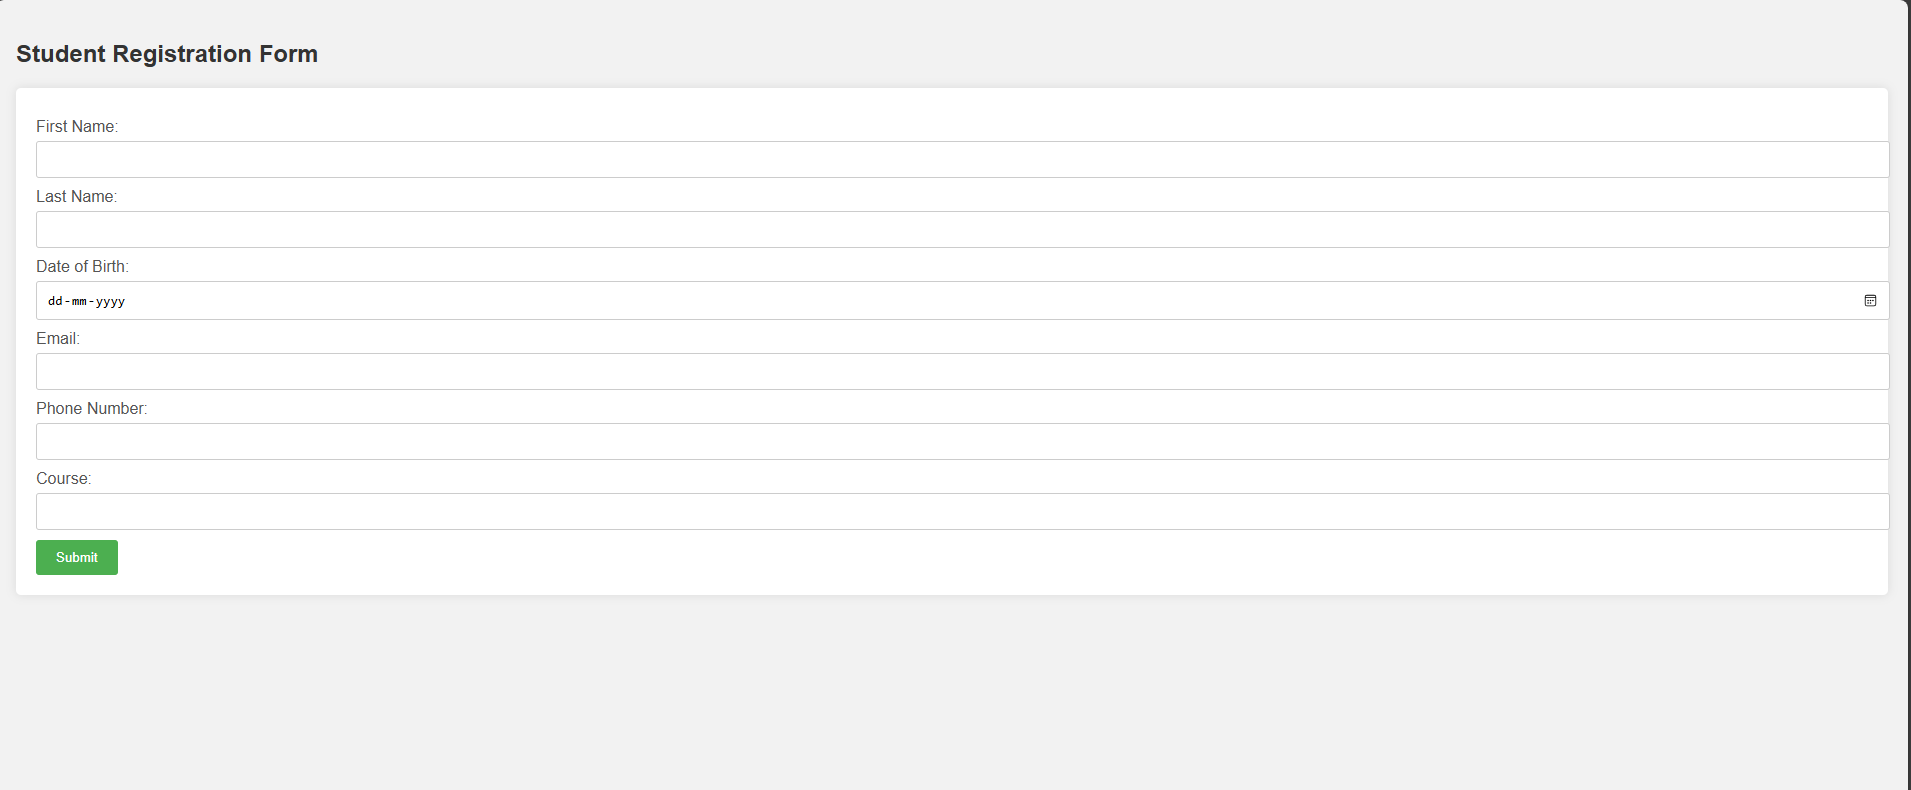 Student Registration Form
First Name:
Last Name:
Date of Birth:
dd-mm-yyyy
Email:
Phone Number:
Course:
Submit